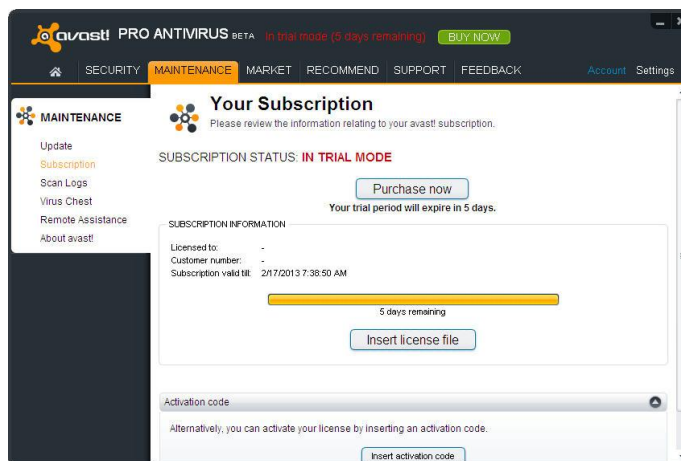 avast! PRO ANTIVIRUS BETA In trial mode (5 days remaining) BUY NOW
SECURITY MAINTENANCE MARKET RECOMMEND SUPPORT FEEDBACK Account Settings
MAINTENANCE
Update
Subscription
Scan Logs
Virus Chest
Remote Assistance
About avast!
Your Subscription
Please review the information relating to your avast! subscription.
SUBSCRIPTION STATUS: IN TRIAL MODE
Purchase now
Your trial period will expire in 5 days.
SUBSCRIPTION INFORMATION
Licensed to: -
Customer number: -
Subscription valid till: 2/17/2013 7:38:50 AM
5 days remaining
Insert license file
Activation code
Alternatively, you can activate your license by inserting an activation code.
Insert activation code